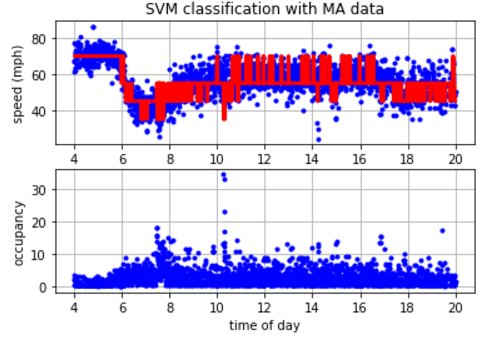 SVM classification with MA data
speed (mph)
80
60
40
4 6 8 10 12 14 16 18 20
occupancy
30
20
10
0
4 6 8 10 12 14 16 18 20
time of day